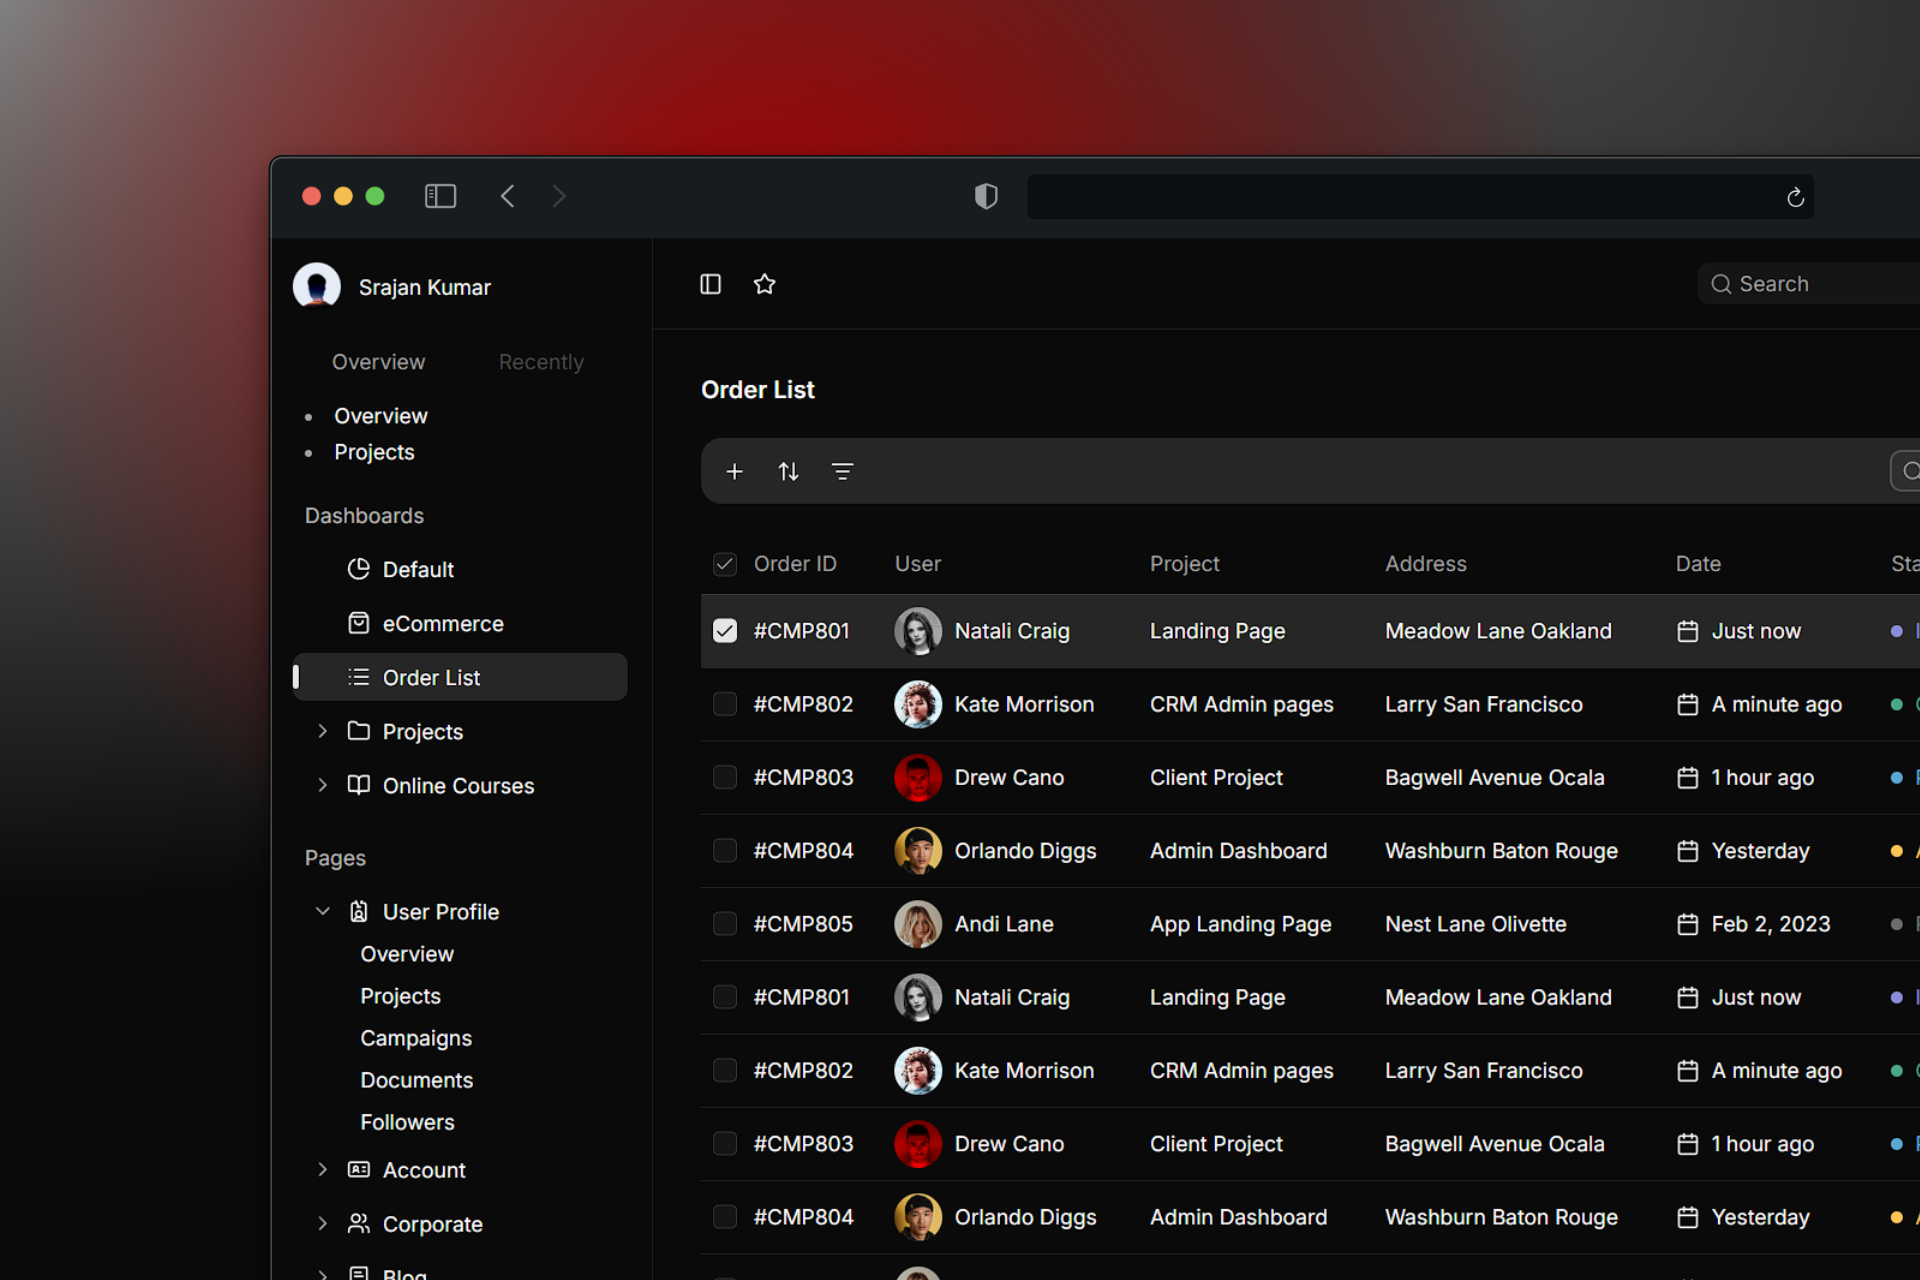 Srajan Kumar
Search
Overview Recently
Overview
Projects
Dashboards
Default
eCommerce
Order List
Projects
Online Courses
Pages
User Profile
Overview
Projects
Campaigns
Documents
Followers
Account
Corporate
Blog
Order List
Order ID User Project Address Date
#CMP801 Natali Craig Landing Page Meadow Lane Oakland Just now
#CMP802 Kate Morrison CRM Admin pages Larry San Francisco A minute ago
#CMP803 Drew Cano Client Project Bagwell Avenue Ocala 1 hour ago
#CMP804 Orlando Diggs Admin Dashboard Washburn Baton Rouge Yesterday
#CMP805 Andi Lane App Landing Page Nest Lane Olivette Feb 2, 2023
#CMP801 Natali Craig Landing Page Meadow Lane Oakland Just now
#CMP802 Kate Morrison CRM Admin pages Larry San Francisco A minute ago
#CMP803 Drew Cano Client Project Bagwell Avenue Ocala 1 hour ago
#CMP804 Orlando Diggs Admin Dashboard Washburn Baton Rouge Yesterday